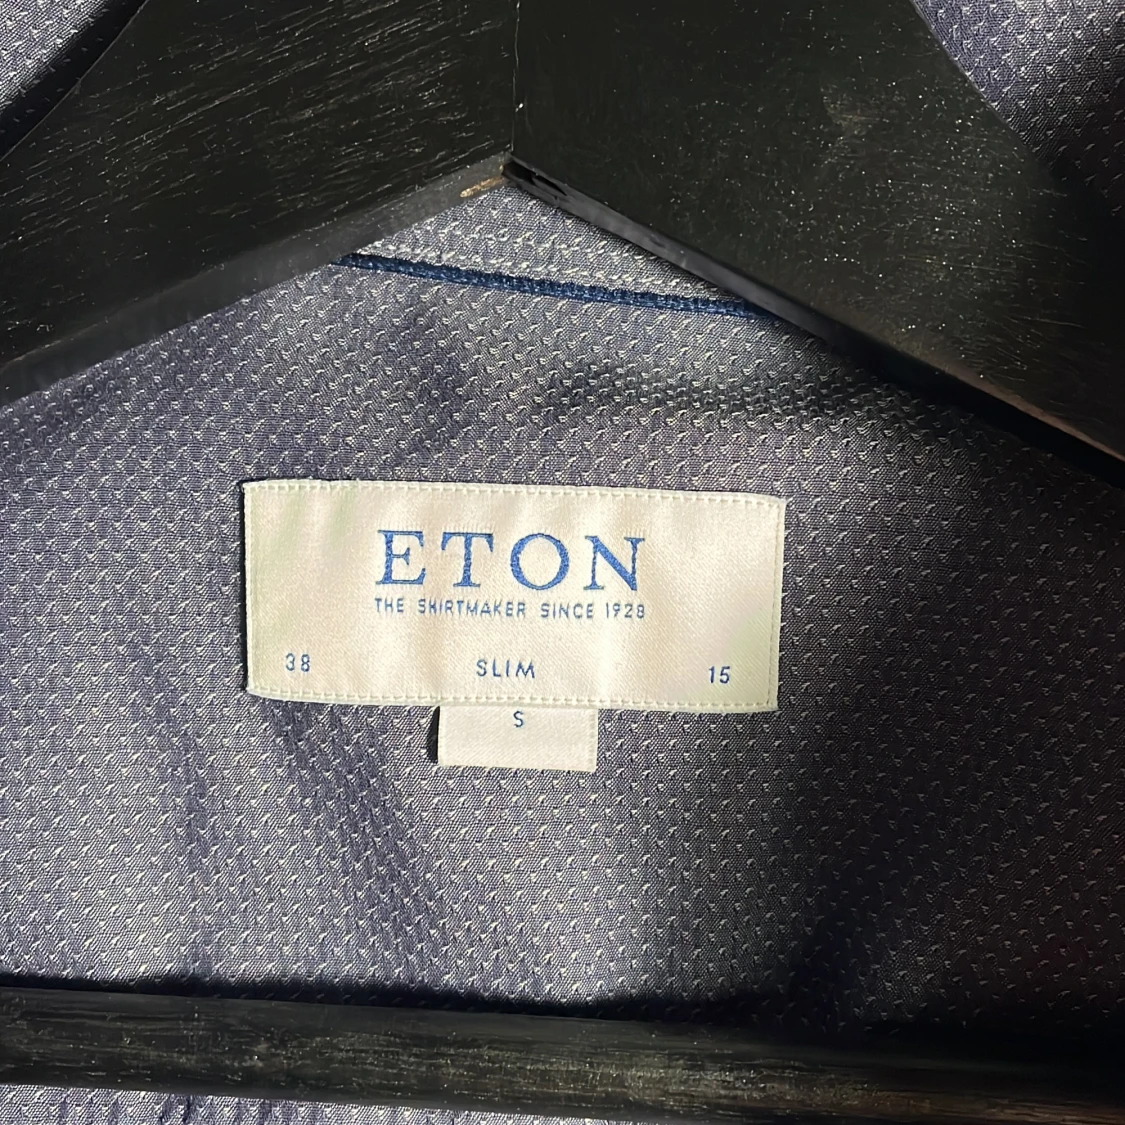 ETON
THE SHIRTMAKER SINCE 1928
38 SLIM 15
S